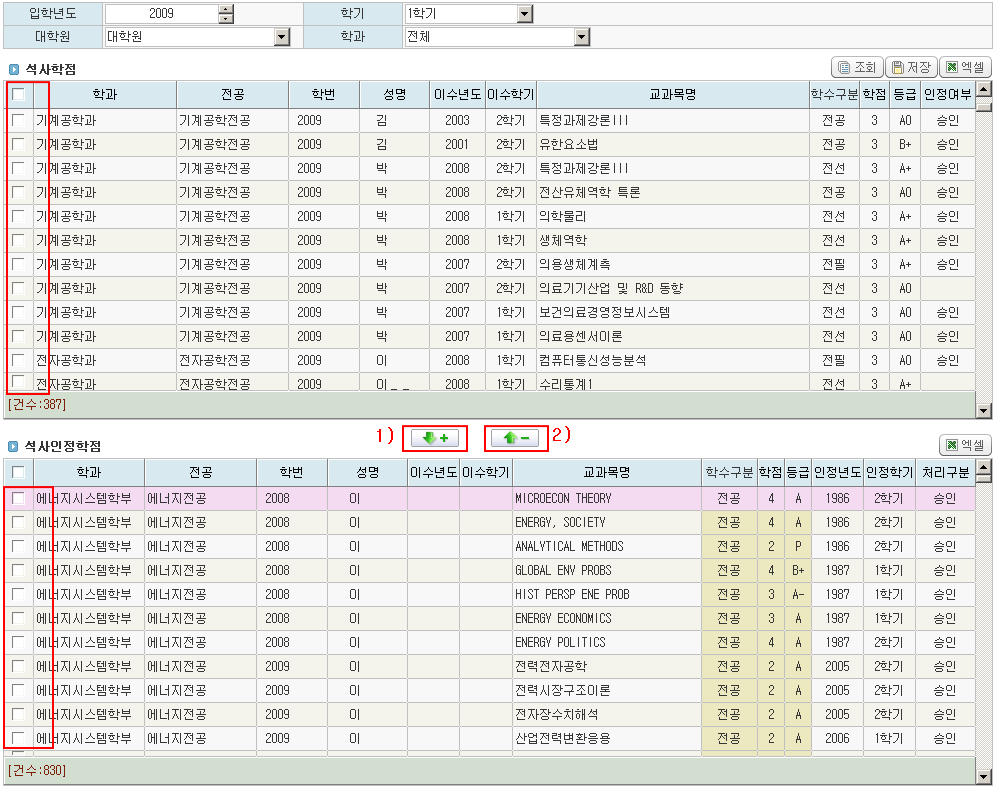 입학년도 2009 학기 1학기
대학원 대학원 학과 전체
석사학점 조회 저장 엑셀
학과 전공 학번 성명 이수년도 이수학기 교과목명 학수구분 학점 등급 인정여부
기계공학과 기계공학전공 2009 김 2003 2학기 특정과제강론III 전공 3 A0 승인
기계공학과 기계공학전공 2009 김 2001 2학기 유한요소법 전공 3 B+ 승인
기계공학과 기계공학전공 2009 박 2008 2학기 특정과제강론III 전선 3 A+ 승인
기계공학과 기계공학전공 2009 박 2008 2학기 전산유체역학 특론 전공 3 A0 승인
기계공학과 기계공학전공 2009 박 2008 1학기 의학물리 전선 3 A+ 승인
기계공학과 기계공학전공 2009 박 2008 1학기 생체역학 전선 3 A+ 승인
기계공학과 기계공학전공 2009 박 2007 2학기 의용생체계측 전필 3 A+ 승인
기계공학과 기계공학전공 2009 박 2007 2학기 의료기기산업 및 R&D 동향 전선 3 A0
기계공학과 기계공학전공 2009 박 2007 1학기 보건의료경영정보시스템 전선 3 A0 승인
기계공학과 기계공학전공 2009 박 2007 1학기 의료용센서이론 전선 3 A0 승인
전자공학과 전자공학전공 2009 이 2008 1학기 컴퓨터통신성능분석 전필 3 A0 승인
전자공학과 전자공학전공 2009 이_ _ 2008 1학기 수리통계1 전선 3 A+
[건수:387]
석사인정학점 1) + - 2) 엑셀
학과 전공 학번 성명 이수년도 이수학기 교과목명 학수구분 학점 등급 인정년도 인정학기 처리구분
에너지시스템학부 에너지전공 2008 이 MICROECON THEORY 전공 4 A 1986 2학기 승인
에너지시스템학부 에너지전공 2008 이 ENERGY, SOCIETY 전공 4 A 1986 2학기 승인
에너지시스템학부 에너지전공 2008 이 ANALYTICAL METHODS 전공 2 P 1986 2학기 승인
에너지시스템학부 에너지전공 2008 이 GLOBAL ENV PROBS 전공 4 B+ 1987 1학기 승인
에너지시스템학부 에너지전공 2008 이 HIST PERSP ENE PROB 전공 3 A- 1987 1학기 승인
에너지시스템학부 에너지전공 2008 이 ENERGY ECONOMICS 전공 3 A 1987 1학기 승인
에너지시스템학부 에너지전공 2008 이 ENERGY POLITICS 전공 4 A 1987 2학기 승인
에너지시스템학부 에너지전공 2009 이 전력전자공학 전공 2 A 2005 2학기 승인
에너지시스템학부 에너지전공 2009 이 전력시장구조이론 전공 2 A 2005 2학기 승인
에너지시스템학부 에너지전공 2009 이 전자장수치해석 전공 2 A 2005 2학기 승인
에너지시스템학부 에너지전공 2009 이 산업전력변환응용 전공 2 A 2006 1학기 승인
[건수:830]